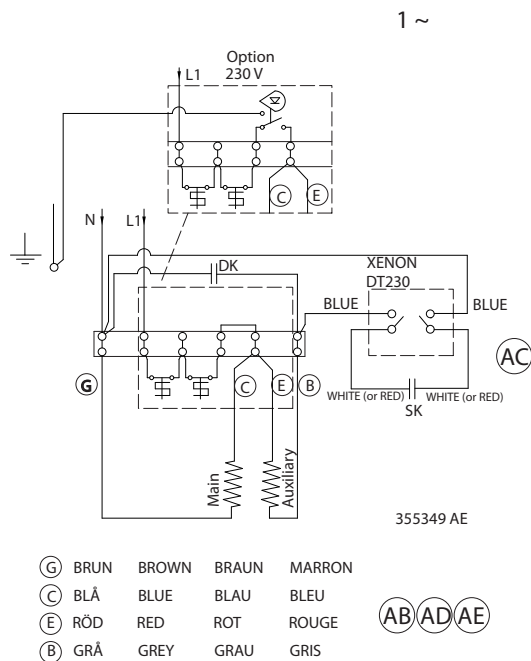 1 ~
Option
230 V
L1
C E
N L1
DK
XENON
DT230
BLUE BLUE
AC
G C E B
WHITE (or RED) WHITE (or RED)
SK
Main Auxiliary
355349 AE
G BRUN BROWN BRAUN MARRON
C BLÅ BLUE BLAU BLEU
E RÖD RED ROT ROUGE
B GRÅ GREY GRAU GRIS
AB AD AE